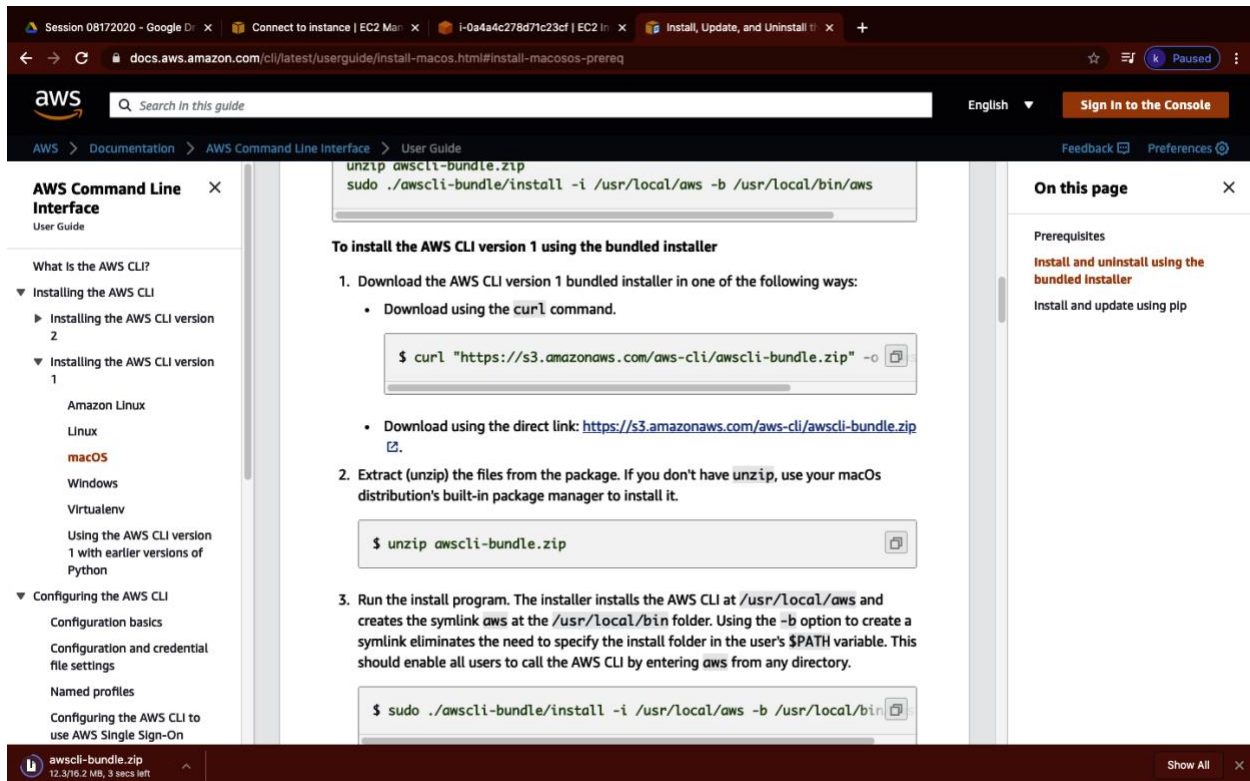 Session 08172020 - Google Dr
Connect to instance | EC2 Man
i-0a4a4c278d71c23cf | EC2 In
Install, Update, and Uninstall th
docs.aws.amazon.com/cli/latest/userguide/install-macos.html#install-macosos-prereq
k Paused
aws
Search in this guide
English
Sign In to the Console
AWS > Documentation > AWS Command Line Interface > User Guide
Feedback
Preferences
AWS Command Line
Interface
User Guide
What Is the AWS CLI?
Installing the AWS CLI
Installing the AWS CLI version
2
Installing the AWS CLI version
1
Amazon Linux
Linux
macOS
Windows
Virtualenv
Using the AWS CLI version
1 with earlier versions of
Python
Configuring the AWS CLI
Configuration basics
Configuration and credential
file settings
Named profiles
Configuring the AWS CLI to
use AWS Single Sign-On
unzip awscli-bundle.zip
sudo ./awscli-bundle/install -i /usr/local/aws -b /usr/local/bin/aws
To install the AWS CLI version 1 using the bundled installer
1. Download the AWS CLI version 1 bundled installer in one of the following ways:
• Download using the curl command.
$ curl "https://s3.amazonaws.com/aws-cli/awscli-bundle.zip" -o
• Download using the direct link: https://s3.amazonaws.com/aws-cli/awscli-bundle.zip
.
2. Extract (unzip) the files from the package. If you don't have unzip, use your macOs
distribution's built-in package manager to install it.
$ unzip awscli-bundle.zip
3. Run the install program. The installer installs the AWS CLI at /usr/local/aws and
creates the symlink aws at the /usr/local/bin folder. Using the -b option to create a
symlink eliminates the need to specify the install folder in the user's $PATH variable. This
should enable all users to call the AWS CLI by entering aws from any directory.
$ sudo ./awscli-bundle/install -i /usr/local/aws -b /usr/local/bin
On this page
Prerequisites
Install and uninstall using the
bundled installer
Install and update using pip
awscli-bundle.zip
12.3/16.2 MB, 3 secs left
Show All